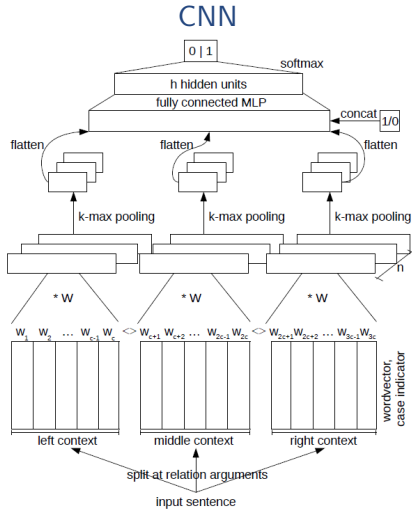 CNN
0 | 1
softmax
h hidden units
fully connected MLP
concat
1/0
flatten flatten flatten
k-max pooling k-max pooling k-max pooling
n
* W * W * W
w1 w2 ... wc-1 wc <> wc+1 wc+2 ... w2c-1 w2c <> w2c+1 w2c+2 ... w3c-1 w3c
wordvector,
case indicator
left context middle context right context
split at relation arguments
input sentence